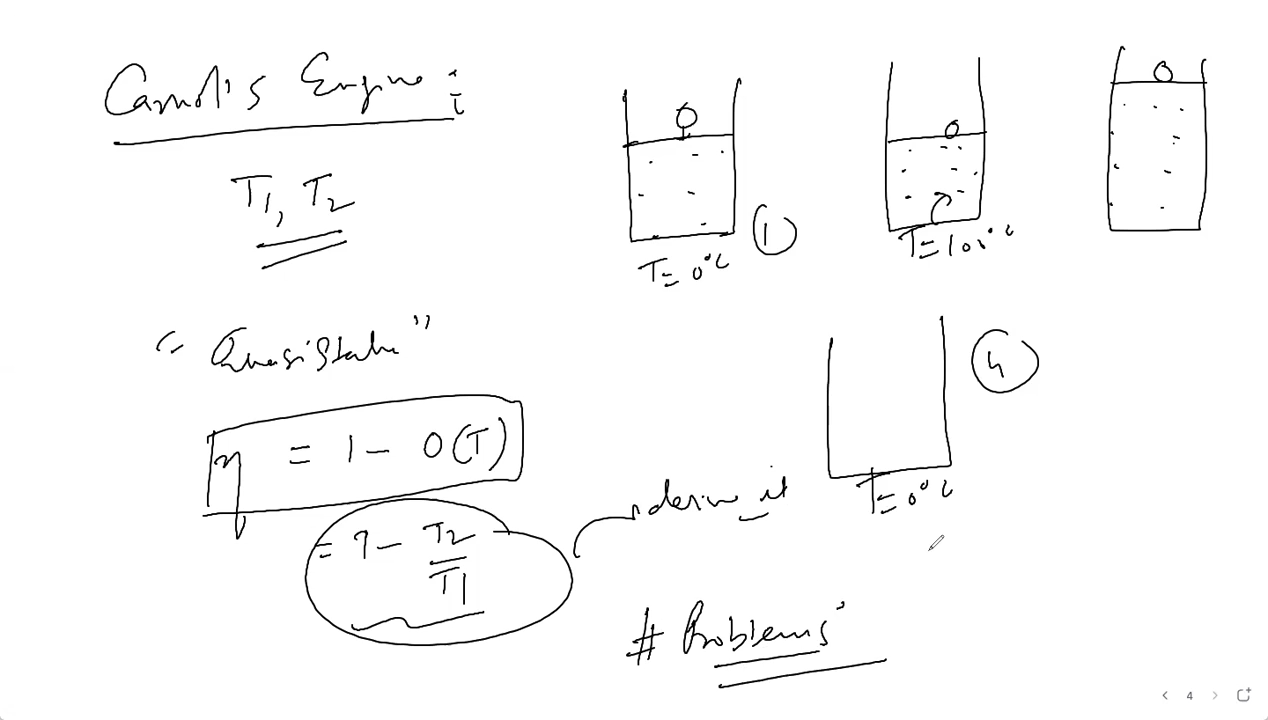 Carnot's Engine :
T1, T2
T = 0°C
1
T = 100°C
"Quasistatic"
4
η = 1 - O(T)
T = 0°C
derive it
= 1 - T2/T1
# Problems
4